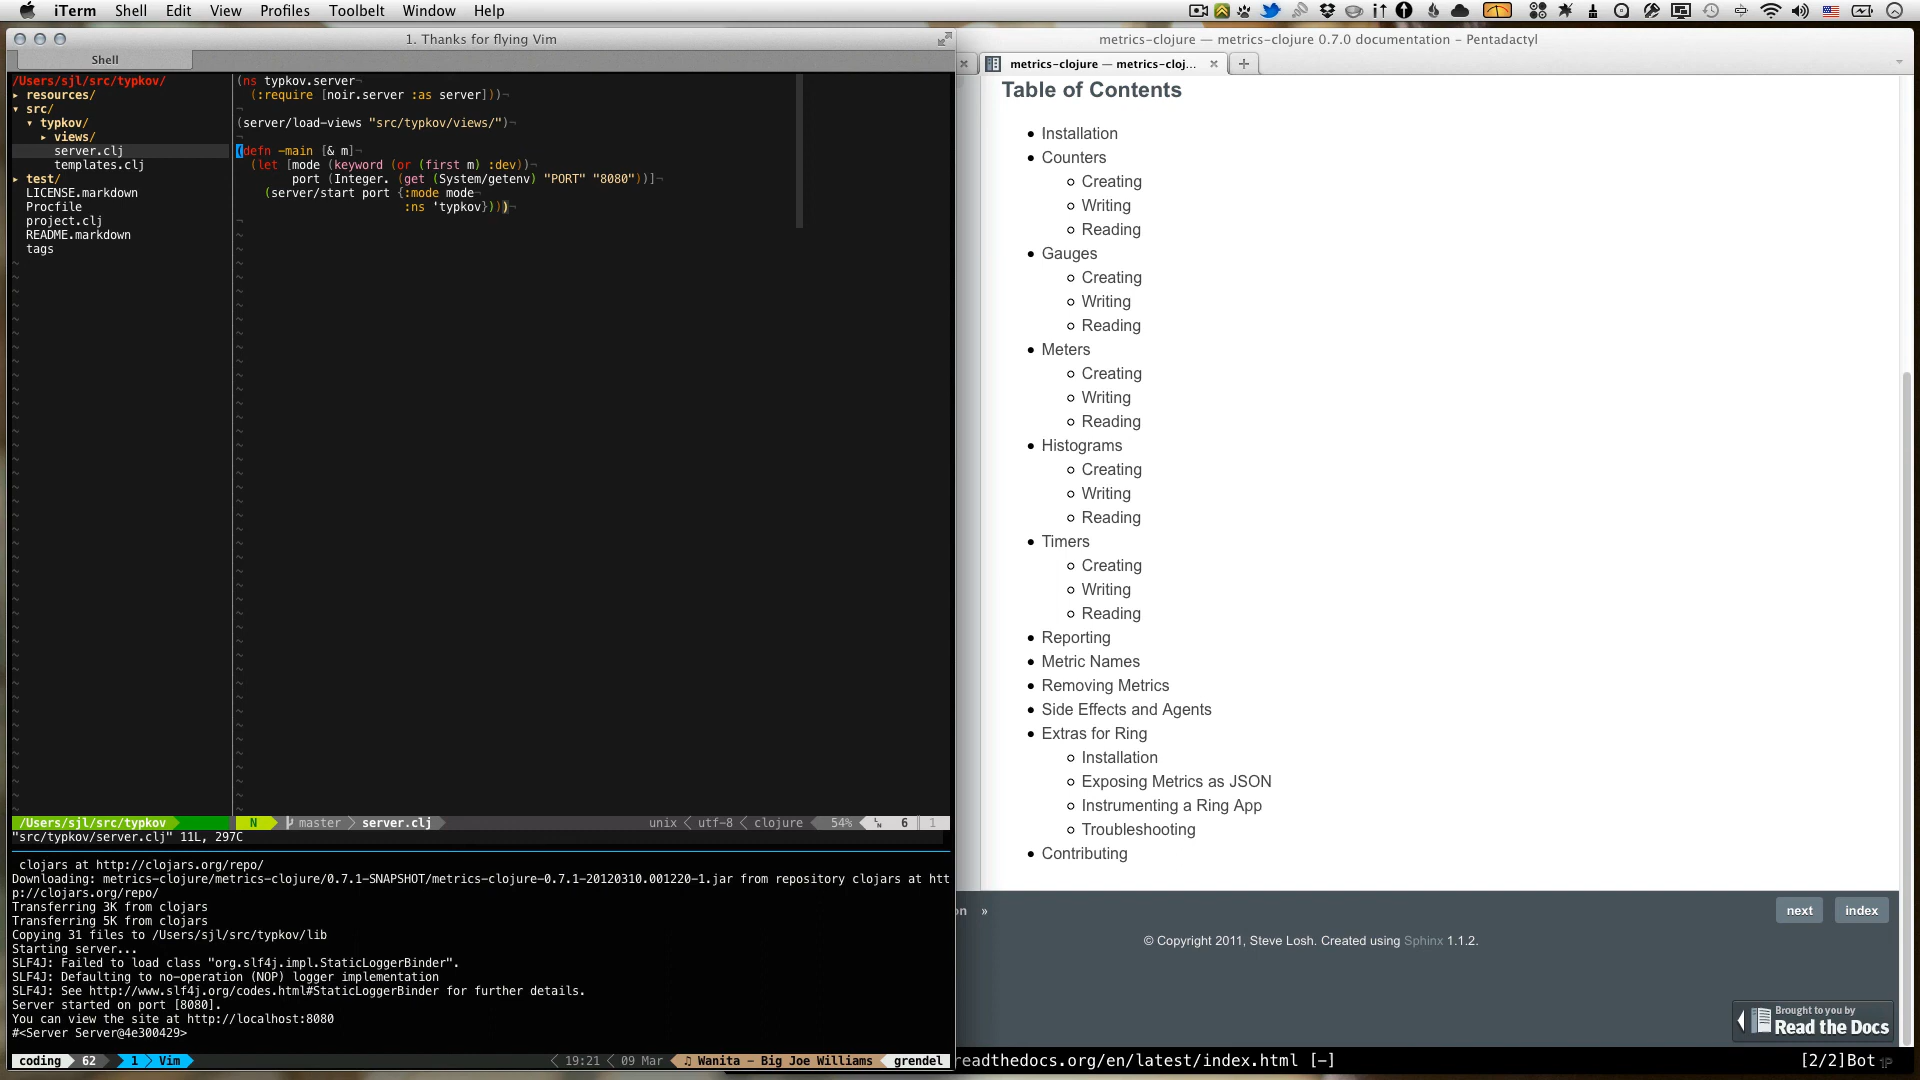 iTerm Shell Edit View Profiles Toolbelt Window Help
1. Thanks for flying Vim
Shell
/Users/sjl/src/typkov/
▸ resources/
▾ src/
▾ typkov/
▸ views/
server.clj
templates.clj
▸ test/
LICENSE.markdown
Procfile
project.clj
README.markdown
tags
(ns typkov.server¬
(:require [noir.server :as server]))¬
¬
(server/load-views "src/typkov/views/")¬
¬
(defn -main [& m]¬
(let [mode (keyword (or (first m) :dev))¬
port (Integer. (get (System/getenv) "PORT" "8080"))]¬
(server/start port {:mode mode¬
:ns 'typkov})))¬
¬
/Users/sjl/src/typkov N master server.clj unix utf-8 clojure 54% 6 1
"src/typkov/server.clj" 11L, 297C
clojars at http://clojars.org/repo/
Downloading: metrics-clojure/metrics-clojure/0.7.1-SNAPSHOT/metrics-clojure-0.7.1-20120310.001220-1.jar from repository clojars at htt
p://clojars.org/repo/
Transferring 3K from clojars
Transferring 5K from clojars
Copying 31 files to /Users/sjl/src/typkov/lib
Starting server...
SLF4J: Failed to load class "org.slf4j.impl.StaticLoggerBinder".
SLF4J: Defaulting to no-operation (NOP) logger implementation
SLF4J: See http://www.slf4j.org/codes.html#StaticLoggerBinder for further details.
Server started on port [8080].
You can view the site at http://localhost:8080
#<Server Server@4e300429>
coding 62 1 Vim 19:21 09 Mar ♫ Wanita - Big Joe Williams grendel
metrics-clojure — metrics-clojure 0.7.0 documentation - Pentadactyl
metrics-clojure — metrics-cloj...
Table of Contents
• Installation
• Counters
◦ Creating
◦ Writing
◦ Reading
• Gauges
◦ Creating
◦ Writing
◦ Reading
• Meters
◦ Creating
◦ Writing
◦ Reading
• Histograms
◦ Creating
◦ Writing
◦ Reading
• Timers
◦ Creating
◦ Writing
◦ Reading
• Reporting
• Metric Names
• Removing Metrics
• Side Effects and Agents
• Extras for Ring
◦ Installation
◦ Exposing Metrics as JSON
◦ Instrumenting a Ring App
◦ Troubleshooting
• Contributing
on » next index
© Copyright 2011, Steve Losh. Created using Sphinx 1.1.2.
Brought to you by
Read the Docs
readthedocs.org/en/latest/index.html [-] [2/2]Bot